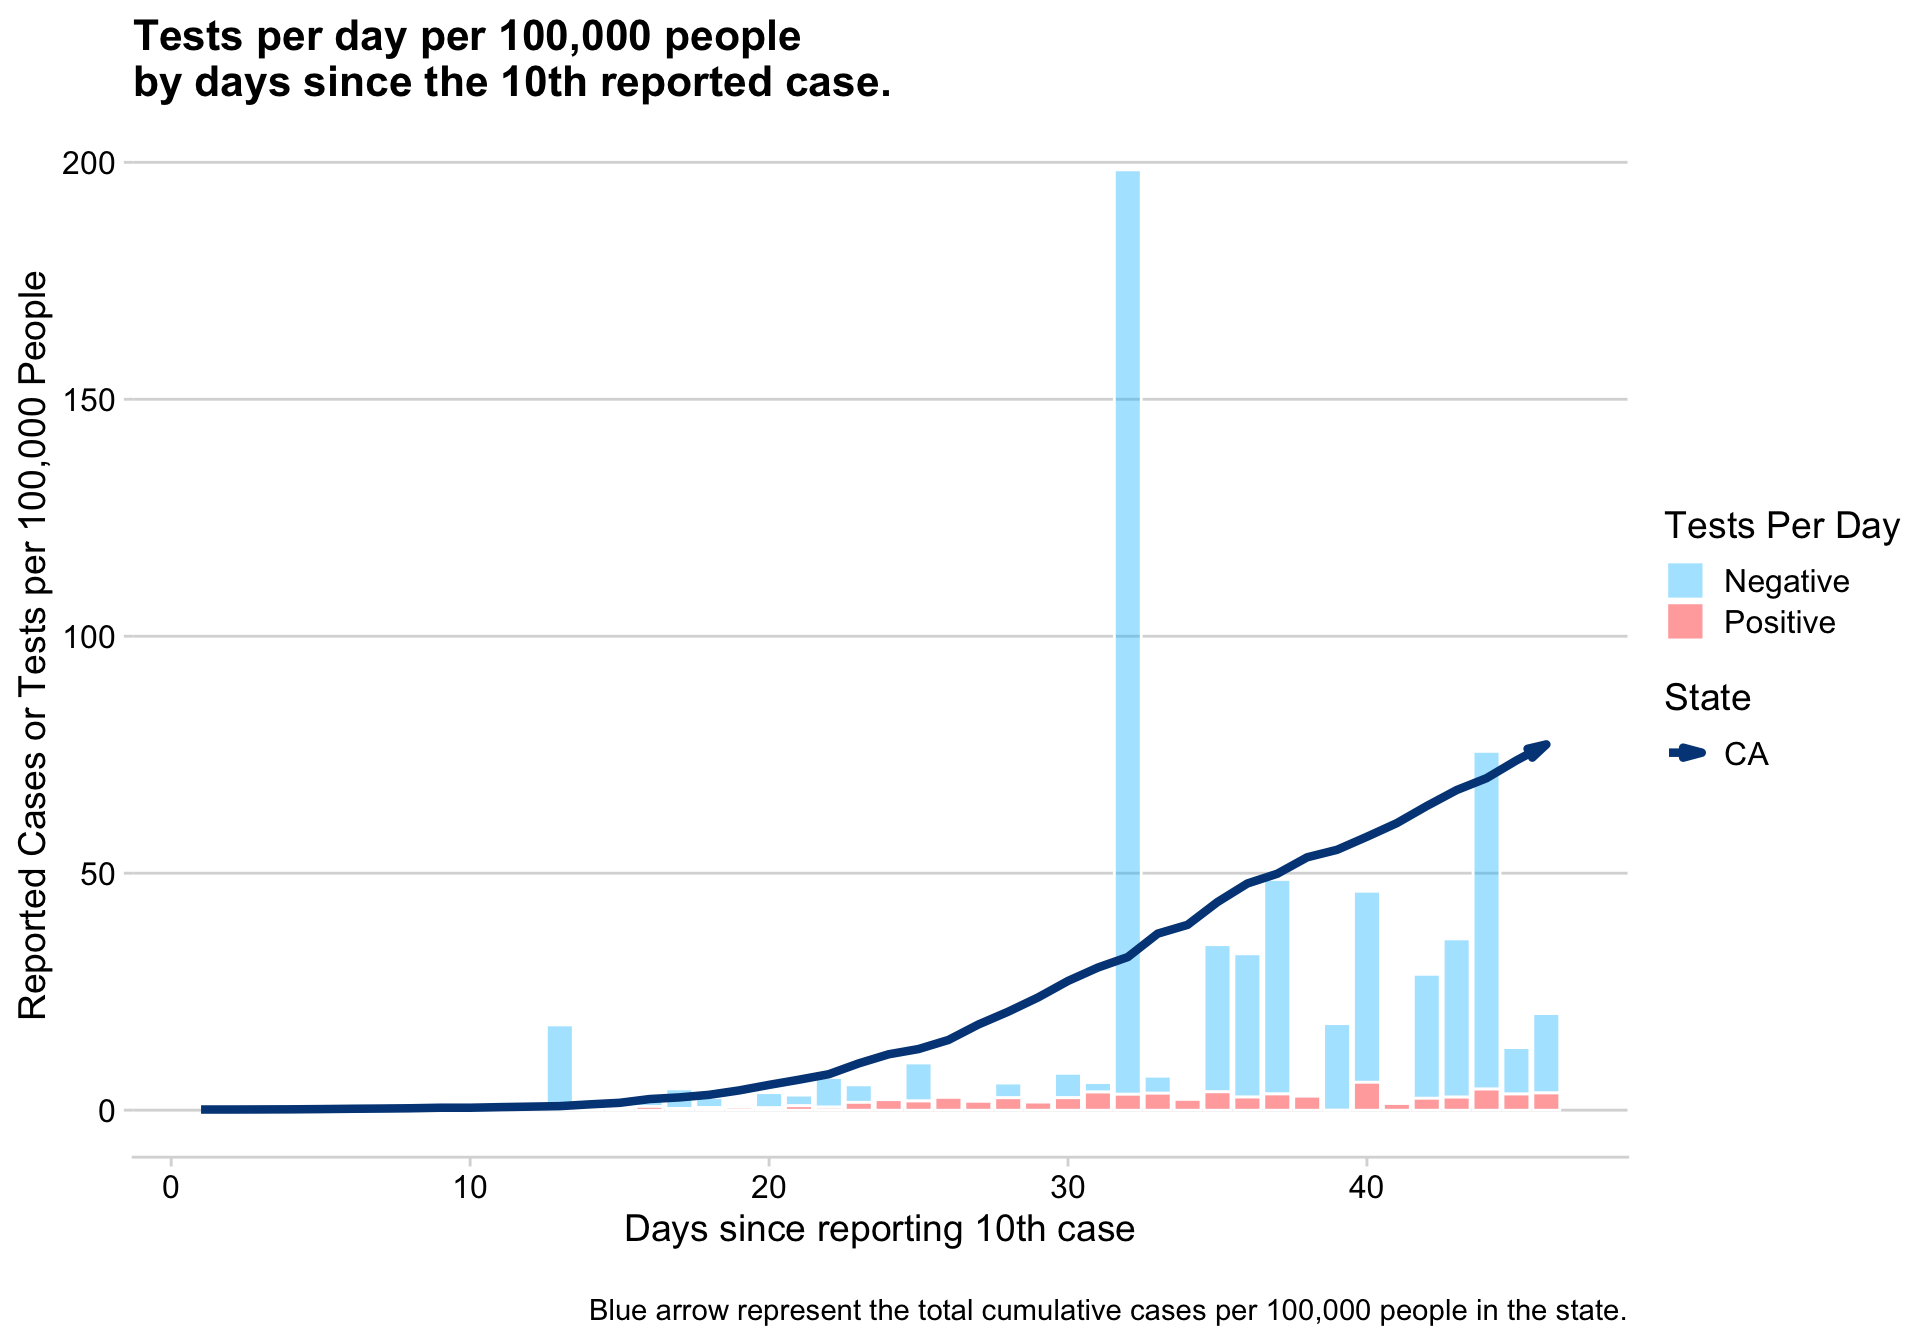 Tests per day per 100,000 people
by days since the 10th reported case.
Reported Cases or Tests per 100,000 People
200
150
100
50
0
0 10 20 30 40
Days since reporting 10th case
Tests Per Day
Negative
Positive
State
CA
Blue arrow represent the total cumulative cases per 100,000 people in the state.